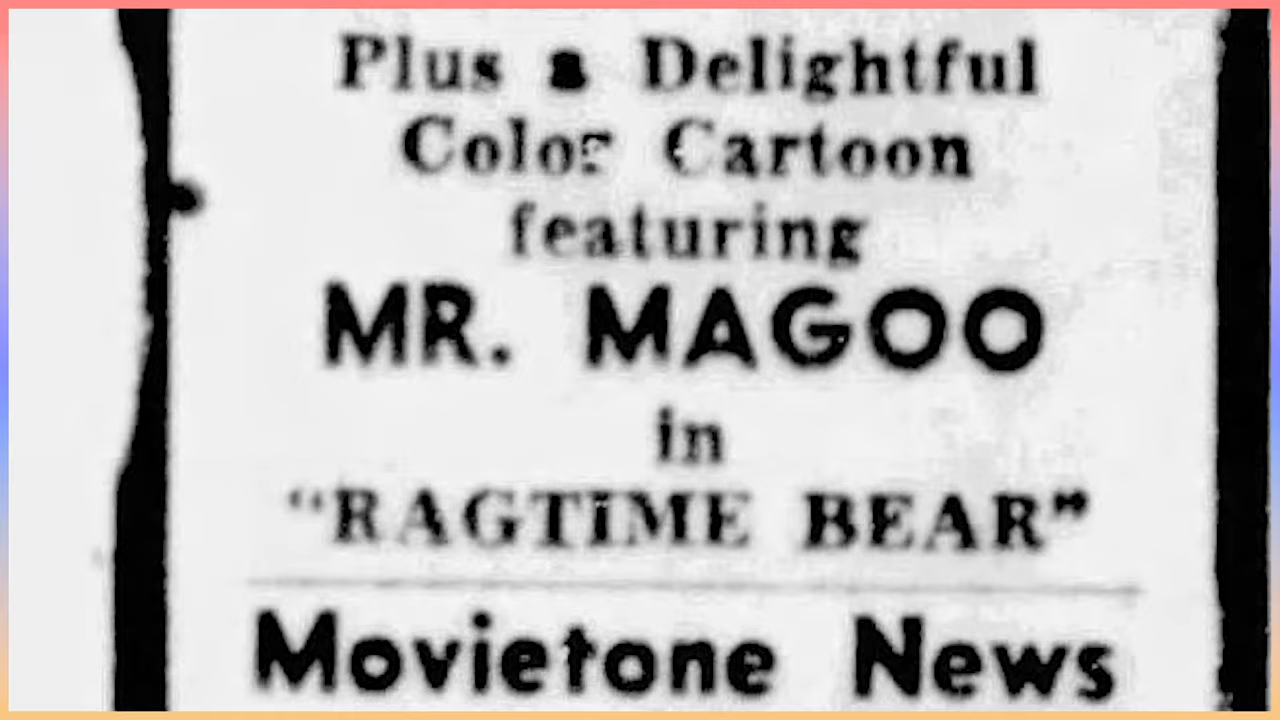 Plus a Delightful
Color Cartoon
featuring
MR. MAGOO
in
“RAGTIME BEAR”
Movietone News